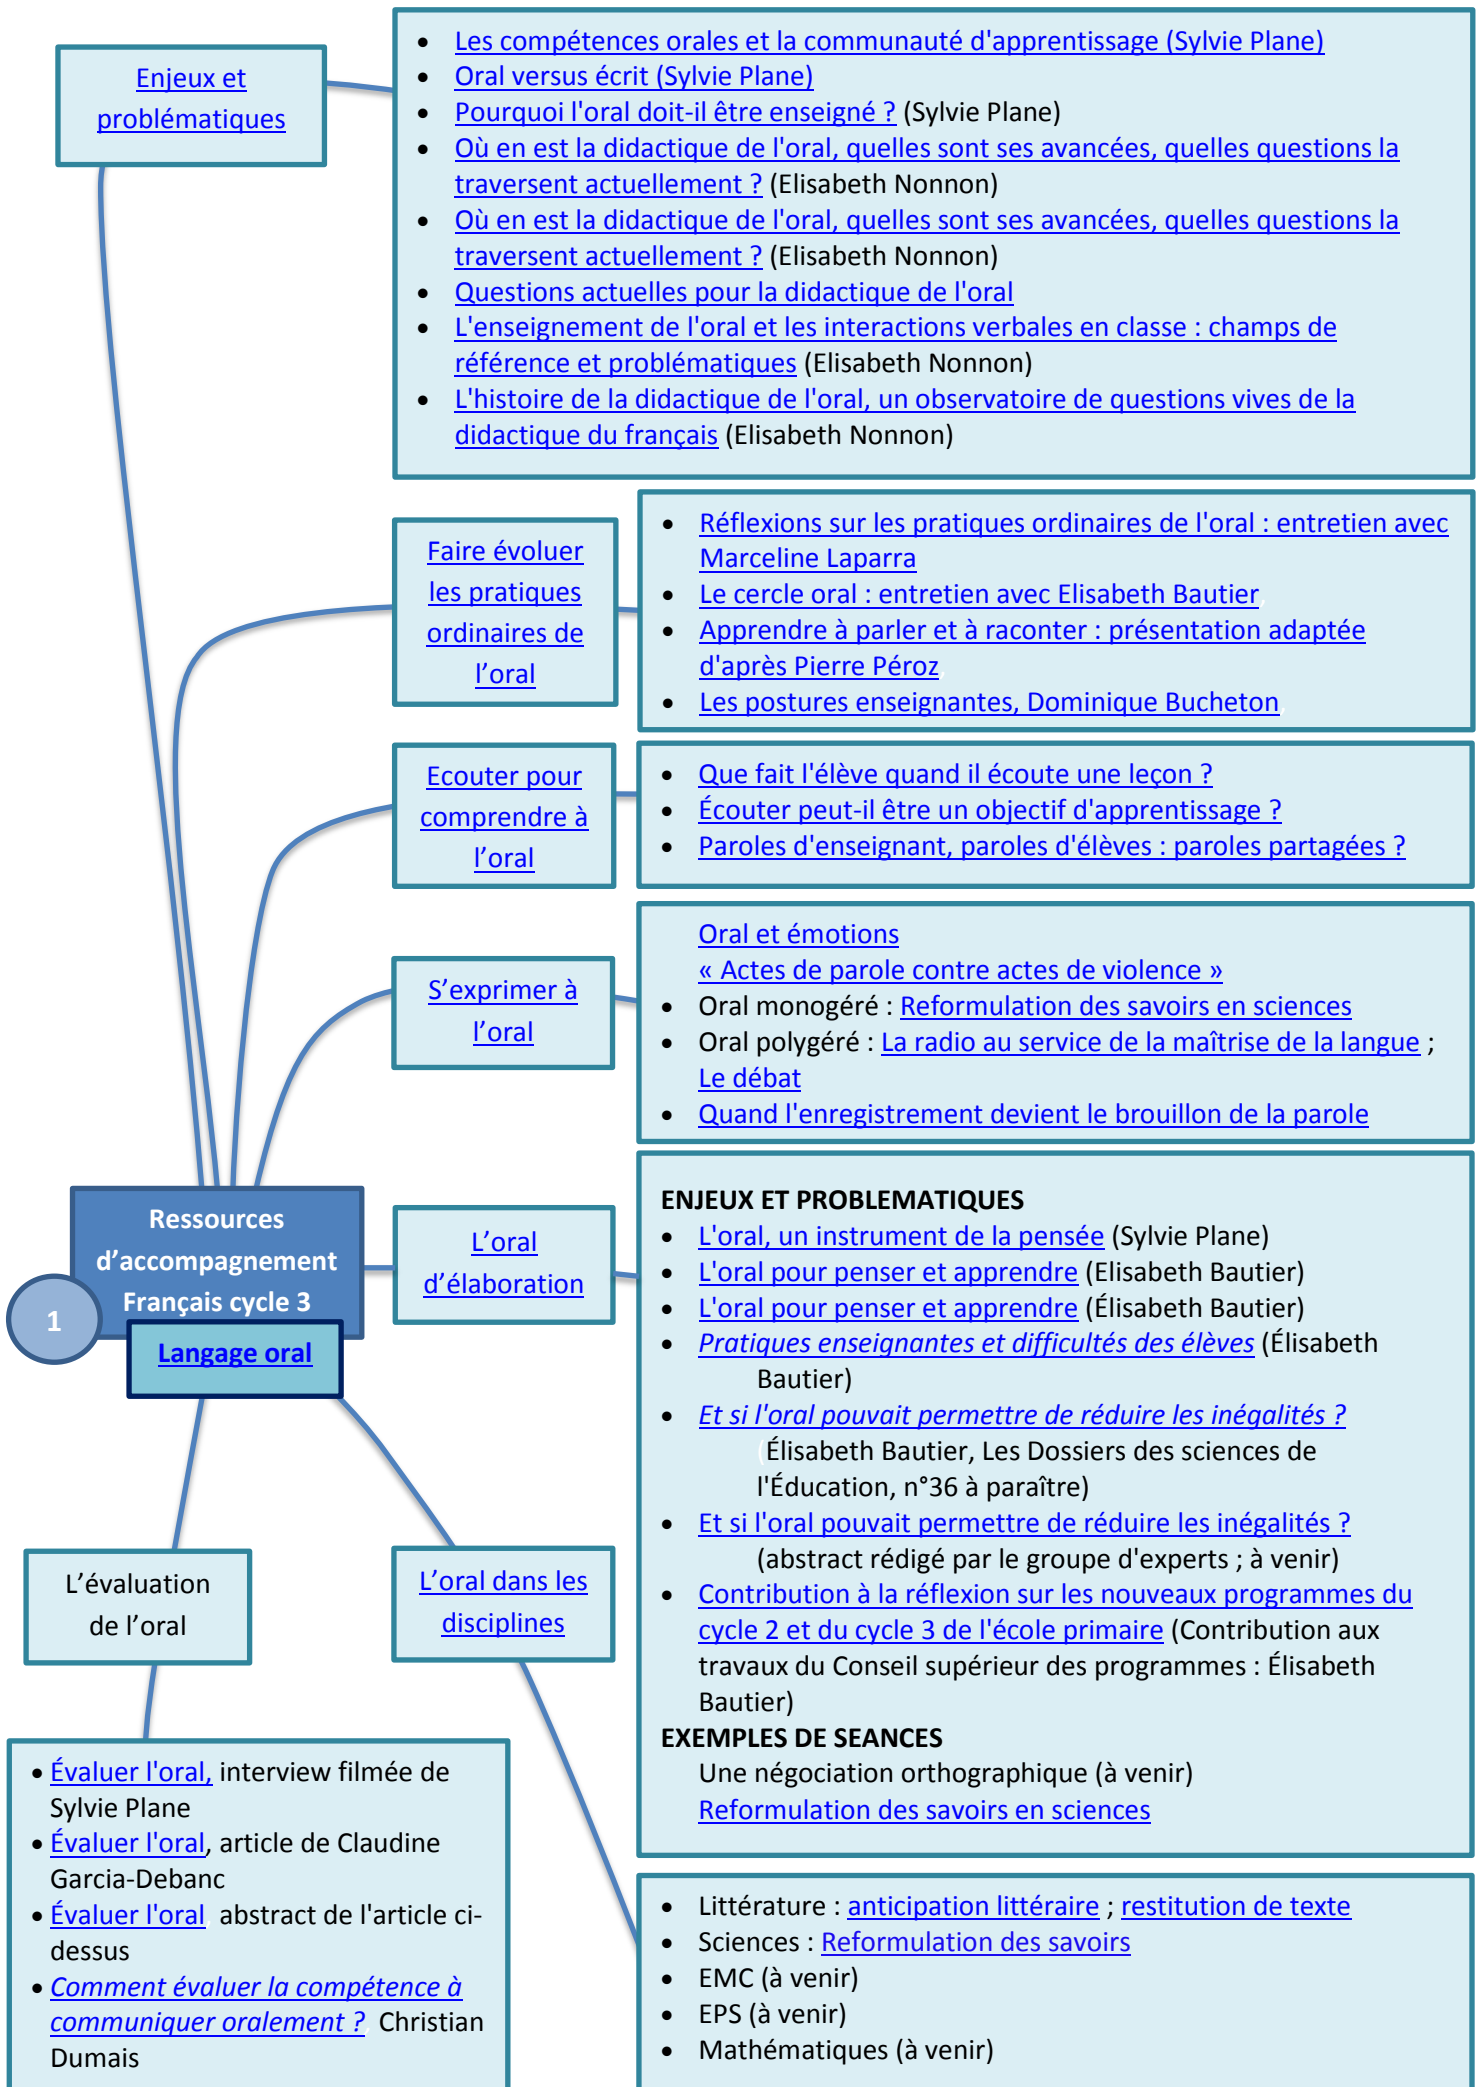 Enjeux et
problématiques
• Les compétences orales et la communauté d'apprentissage (Sylvie Plane)
• Oral versus écrit (Sylvie Plane)
• Pourquoi l'oral doit-il être enseigné ? (Sylvie Plane)
• Où en est la didactique de l'oral, quelles sont ses avancées, quelles questions la
traversent actuellement ? (Elisabeth Nonnon)
• Où en est la didactique de l'oral, quelles sont ses avancées, quelles questions la
traversent actuellement ? (Elisabeth Nonnon)
• Questions actuelles pour la didactique de l'oral
• L'enseignement de l'oral et les interactions verbales en classe : champs de
référence et problématiques (Elisabeth Nonnon)
• L'histoire de la didactique de l'oral, un observatoire de questions vives de la
didactique du français (Elisabeth Nonnon)
Faire évoluer
les pratiques
ordinaires de
l’oral
• Réflexions sur les pratiques ordinaires de l'oral : entretien avec
Marceline Laparra
• Le cercle oral : entretien avec Elisabeth Bautier,
• Apprendre à parler et à raconter : présentation adaptée
d'après Pierre Péroz,
• Les postures enseignantes, Dominique Bucheton,
Ecouter pour
comprendre à
l’oral
• Que fait l'élève quand il écoute une leçon ?
• Écouter peut-il être un objectif d'apprentissage ?
• Paroles d'enseignant, paroles d'élèves : paroles partagées ?
S’exprimer à
l’oral
Oral et émotions
« Actes de parole contre actes de violence »
• Oral monogéré : Reformulation des savoirs en sciences
• Oral polygéré : La radio au service de la maîtrise de la langue ;
Le débat
• Quand l'enregistrement devient le brouillon de la parole
Ressources
d’accompagnement
Français cycle 3
1
Langage oral
L’oral
d’élaboration
ENJEUX ET PROBLEMATIQUES
• L'oral, un instrument de la pensée (Sylvie Plane)
• L'oral pour penser et apprendre (Elisabeth Bautier)
• L'oral pour penser et apprendre (Élisabeth Bautier)
• Pratiques enseignantes et difficultés des élèves (Élisabeth
Bautier)
• Et si l'oral pouvait permettre de réduire les inégalités ?
(Élisabeth Bautier, Les Dossiers des sciences de
l'Éducation, n°36 à paraître)
• Et si l'oral pouvait permettre de réduire les inégalités ?
(abstract rédigé par le groupe d'experts ; à venir)
• Contribution à la réflexion sur les nouveaux programmes du
cycle 2 et du cycle 3 de l'école primaire (Contribution aux
travaux du Conseil supérieur des programmes : Élisabeth
Bautier)
EXEMPLES DE SEANCES
Une négociation orthographique (à venir)
Reformulation des savoirs en sciences
L’évaluation
de l’oral
L’oral dans les
disciplines
• Évaluer l'oral, interview filmée de
Sylvie Plane
• Évaluer l'oral, article de Claudine
Garcia-Debanc
• Évaluer l'oral, abstract de l'article ci-
dessus
• Comment évaluer la compétence à
communiquer oralement ?, Christian
Dumais
• Littérature : anticipation littéraire ; restitution de texte
• Sciences : Reformulation des savoirs
• EMC (à venir)
• EPS (à venir)
• Mathématiques (à venir)